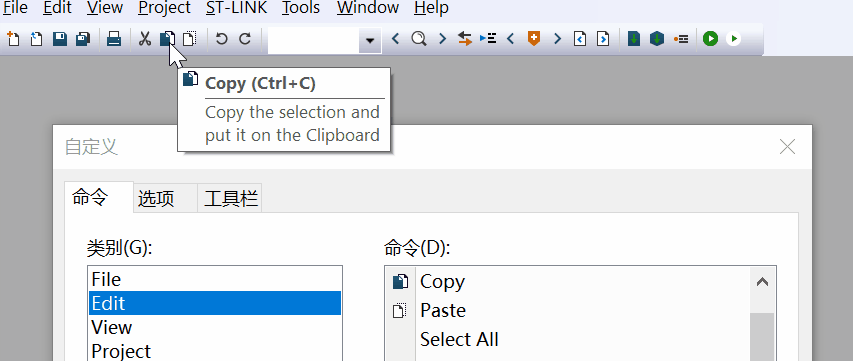 File Edit View Project ST-LINK Tools Window Help
Copy (Ctrl+C)
Copy the selection and
put it on the Clipboard
自定义
命令 选项 工具栏
类别(G): 命令(D):
File
Edit
View
Project
Copy
Paste
Select All